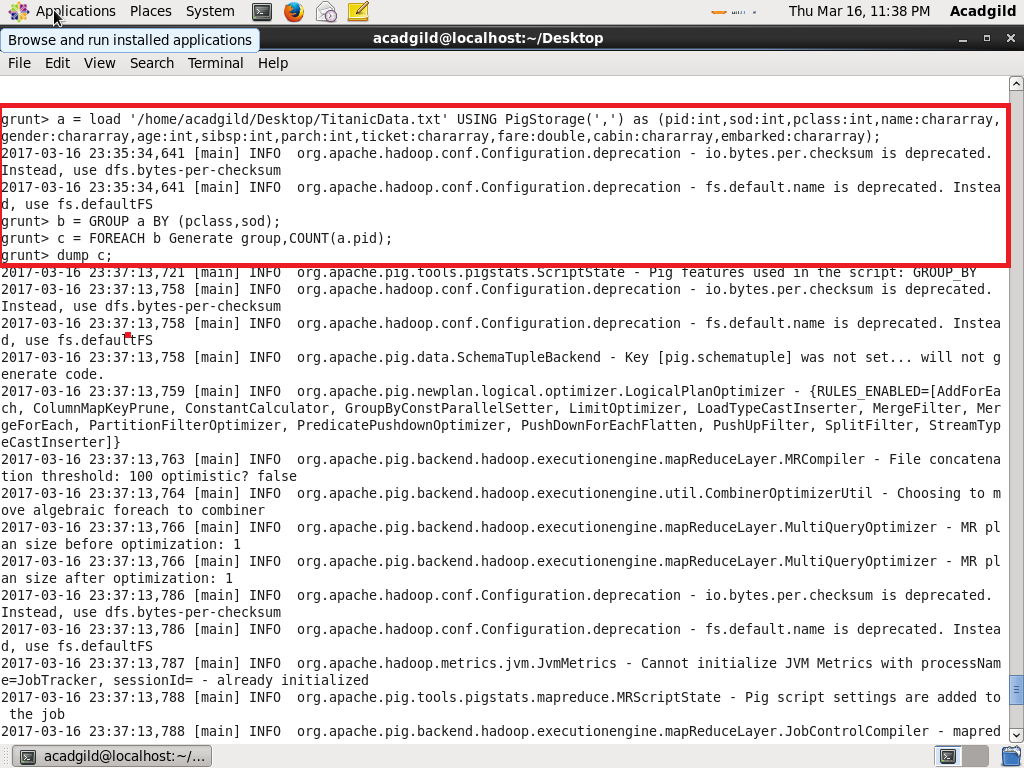 Applications Places System Thu Mar 16, 11:38 PM Acadgild
Browse and run installed applications
acadgild@localhost:~/Desktop
File Edit View Search Terminal Help
grunt> a = load '/home/acadgild/Desktop/TitanicData.txt' USING PigStorage(',') as (pid:int,sod:int,pclass:int,name:chararray,
gender:chararray,age:int,sibsp:int,parch:int,ticket:chararray,fare:double,cabin:chararray,embarked:chararray);
2017-03-16 23:35:34,641 [main] INFO  org.apache.hadoop.conf.Configuration.deprecation - io.bytes.per.checksum is deprecated.
Instead, use dfs.bytes-per-checksum
2017-03-16 23:35:34,641 [main] INFO  org.apache.hadoop.conf.Configuration.deprecation - fs.default.name is deprecated. Instea
d, use fs.defaultFS
grunt> b = GROUP a BY (pclass,sod);
grunt> c = FOREACH b Generate group,COUNT(a.pid);
grunt> dump c;
2017-03-16 23:37:13,721 [main] INFO  org.apache.pig.tools.pigstats.ScriptState - Pig features used in the script: GROUP_BY
2017-03-16 23:37:13,758 [main] INFO  org.apache.hadoop.conf.Configuration.deprecation - io.bytes.per.checksum is deprecated.
Instead, use dfs.bytes-per-checksum
2017-03-16 23:37:13,758 [main] INFO  org.apache.hadoop.conf.Configuration.deprecation - fs.default.name is deprecated. Instea
d, use fs.defaultFS
2017-03-16 23:37:13,758 [main] INFO  org.apache.pig.data.SchemaTupleBackend - Key [pig.schematuple] was not set... will not g
enerate code.
2017-03-16 23:37:13,759 [main] INFO  org.apache.pig.newplan.logical.optimizer.LogicalPlanOptimizer - {RULES_ENABLED=[AddForEa
ch, ColumnMapKeyPrune, ConstantCalculator, GroupByConstParallelSetter, LimitOptimizer, LoadTypeCastInserter, MergeFilter, Mer
geForEach, PartitionFilterOptimizer, PredicatePushdownOptimizer, PushDownForEachFlatten, PushUpFilter, SplitFilter, StreamTyp
eCastInserter]}
2017-03-16 23:37:13,763 [main] INFO  org.apache.pig.backend.hadoop.executionengine.mapReduceLayer.MRCompiler - File concatena
tion threshold: 100 optimistic? false
2017-03-16 23:37:13,764 [main] INFO  org.apache.pig.backend.hadoop.executionengine.util.CombinerOptimizerUtil - Choosing to m
ove algebraic foreach to combiner
2017-03-16 23:37:13,766 [main] INFO  org.apache.pig.backend.hadoop.executionengine.mapReduceLayer.MultiQueryOptimizer - MR pl
an size before optimization: 1
2017-03-16 23:37:13,766 [main] INFO  org.apache.pig.backend.hadoop.executionengine.mapReduceLayer.MultiQueryOptimizer - MR pl
an size after optimization: 1
2017-03-16 23:37:13,786 [main] INFO  org.apache.hadoop.conf.Configuration.deprecation - io.bytes.per.checksum is deprecated.
Instead, use dfs.bytes-per-checksum
2017-03-16 23:37:13,786 [main] INFO  org.apache.hadoop.conf.Configuration.deprecation - fs.default.name is deprecated. Instea
d, use fs.defaultFS
2017-03-16 23:37:13,787 [main] INFO  org.apache.hadoop.metrics.jvm.JvmMetrics - Cannot initialize JVM Metrics with processNam
e=JobTracker, sessionId= - already initialized
2017-03-16 23:37:13,788 [main] INFO  org.apache.pig.tools.pigstats.mapreduce.MRScriptState - Pig script settings are added to
 the job
2017-03-16 23:37:13,788 [main] INFO  org.apache.pig.backend.hadoop.executionengine.mapReduceLayer.JobControlCompiler - mapred
acadgild@localhost:~/...